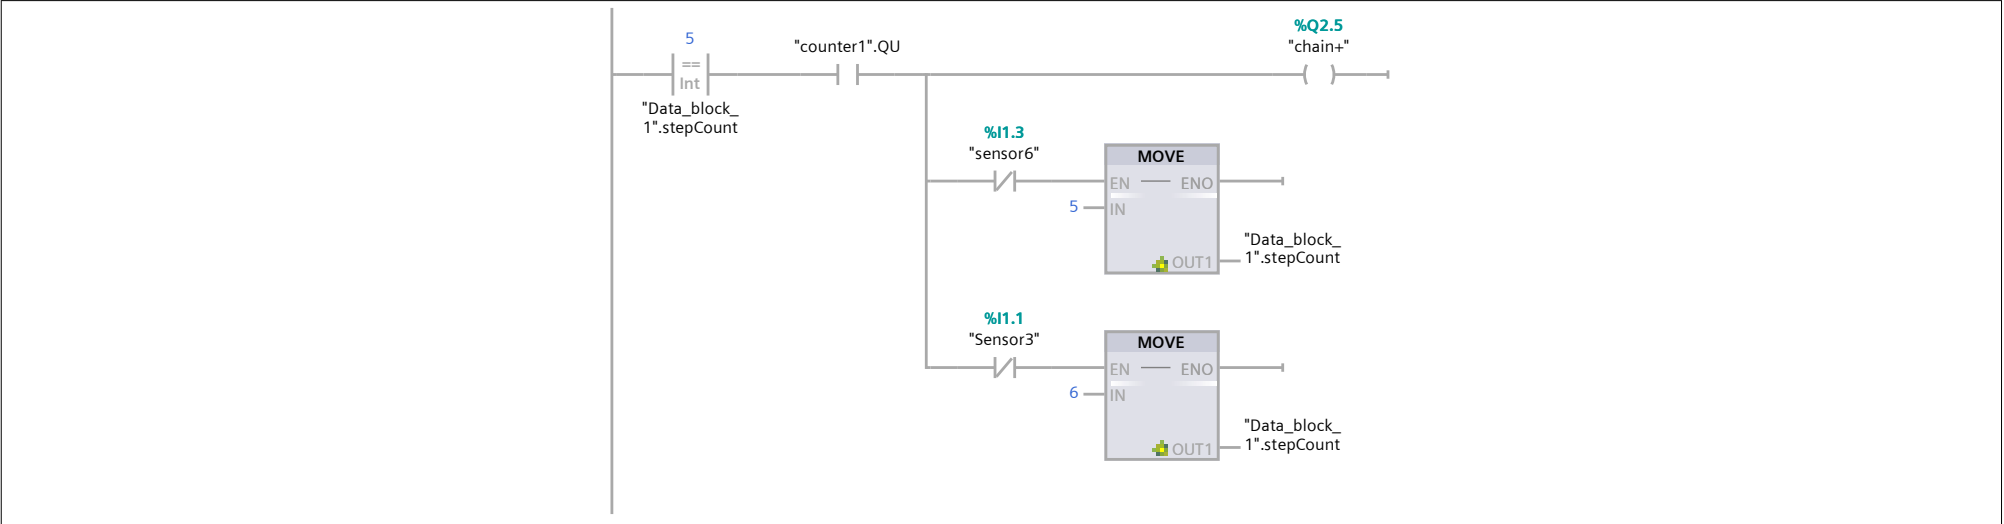 %Q2.5
5
"counter1".QU
"chain+"
==
Int
"Data_block_
1".stepCount
%I1.3
"sensor6"
MOVE
EN
ENO
5
IN
"Data_block_
1".stepCount
OUT1
%I1.1
"Sensor3"
MOVE
EN
ENO
6
IN
"Data_block_
1".stepCount
OUT1